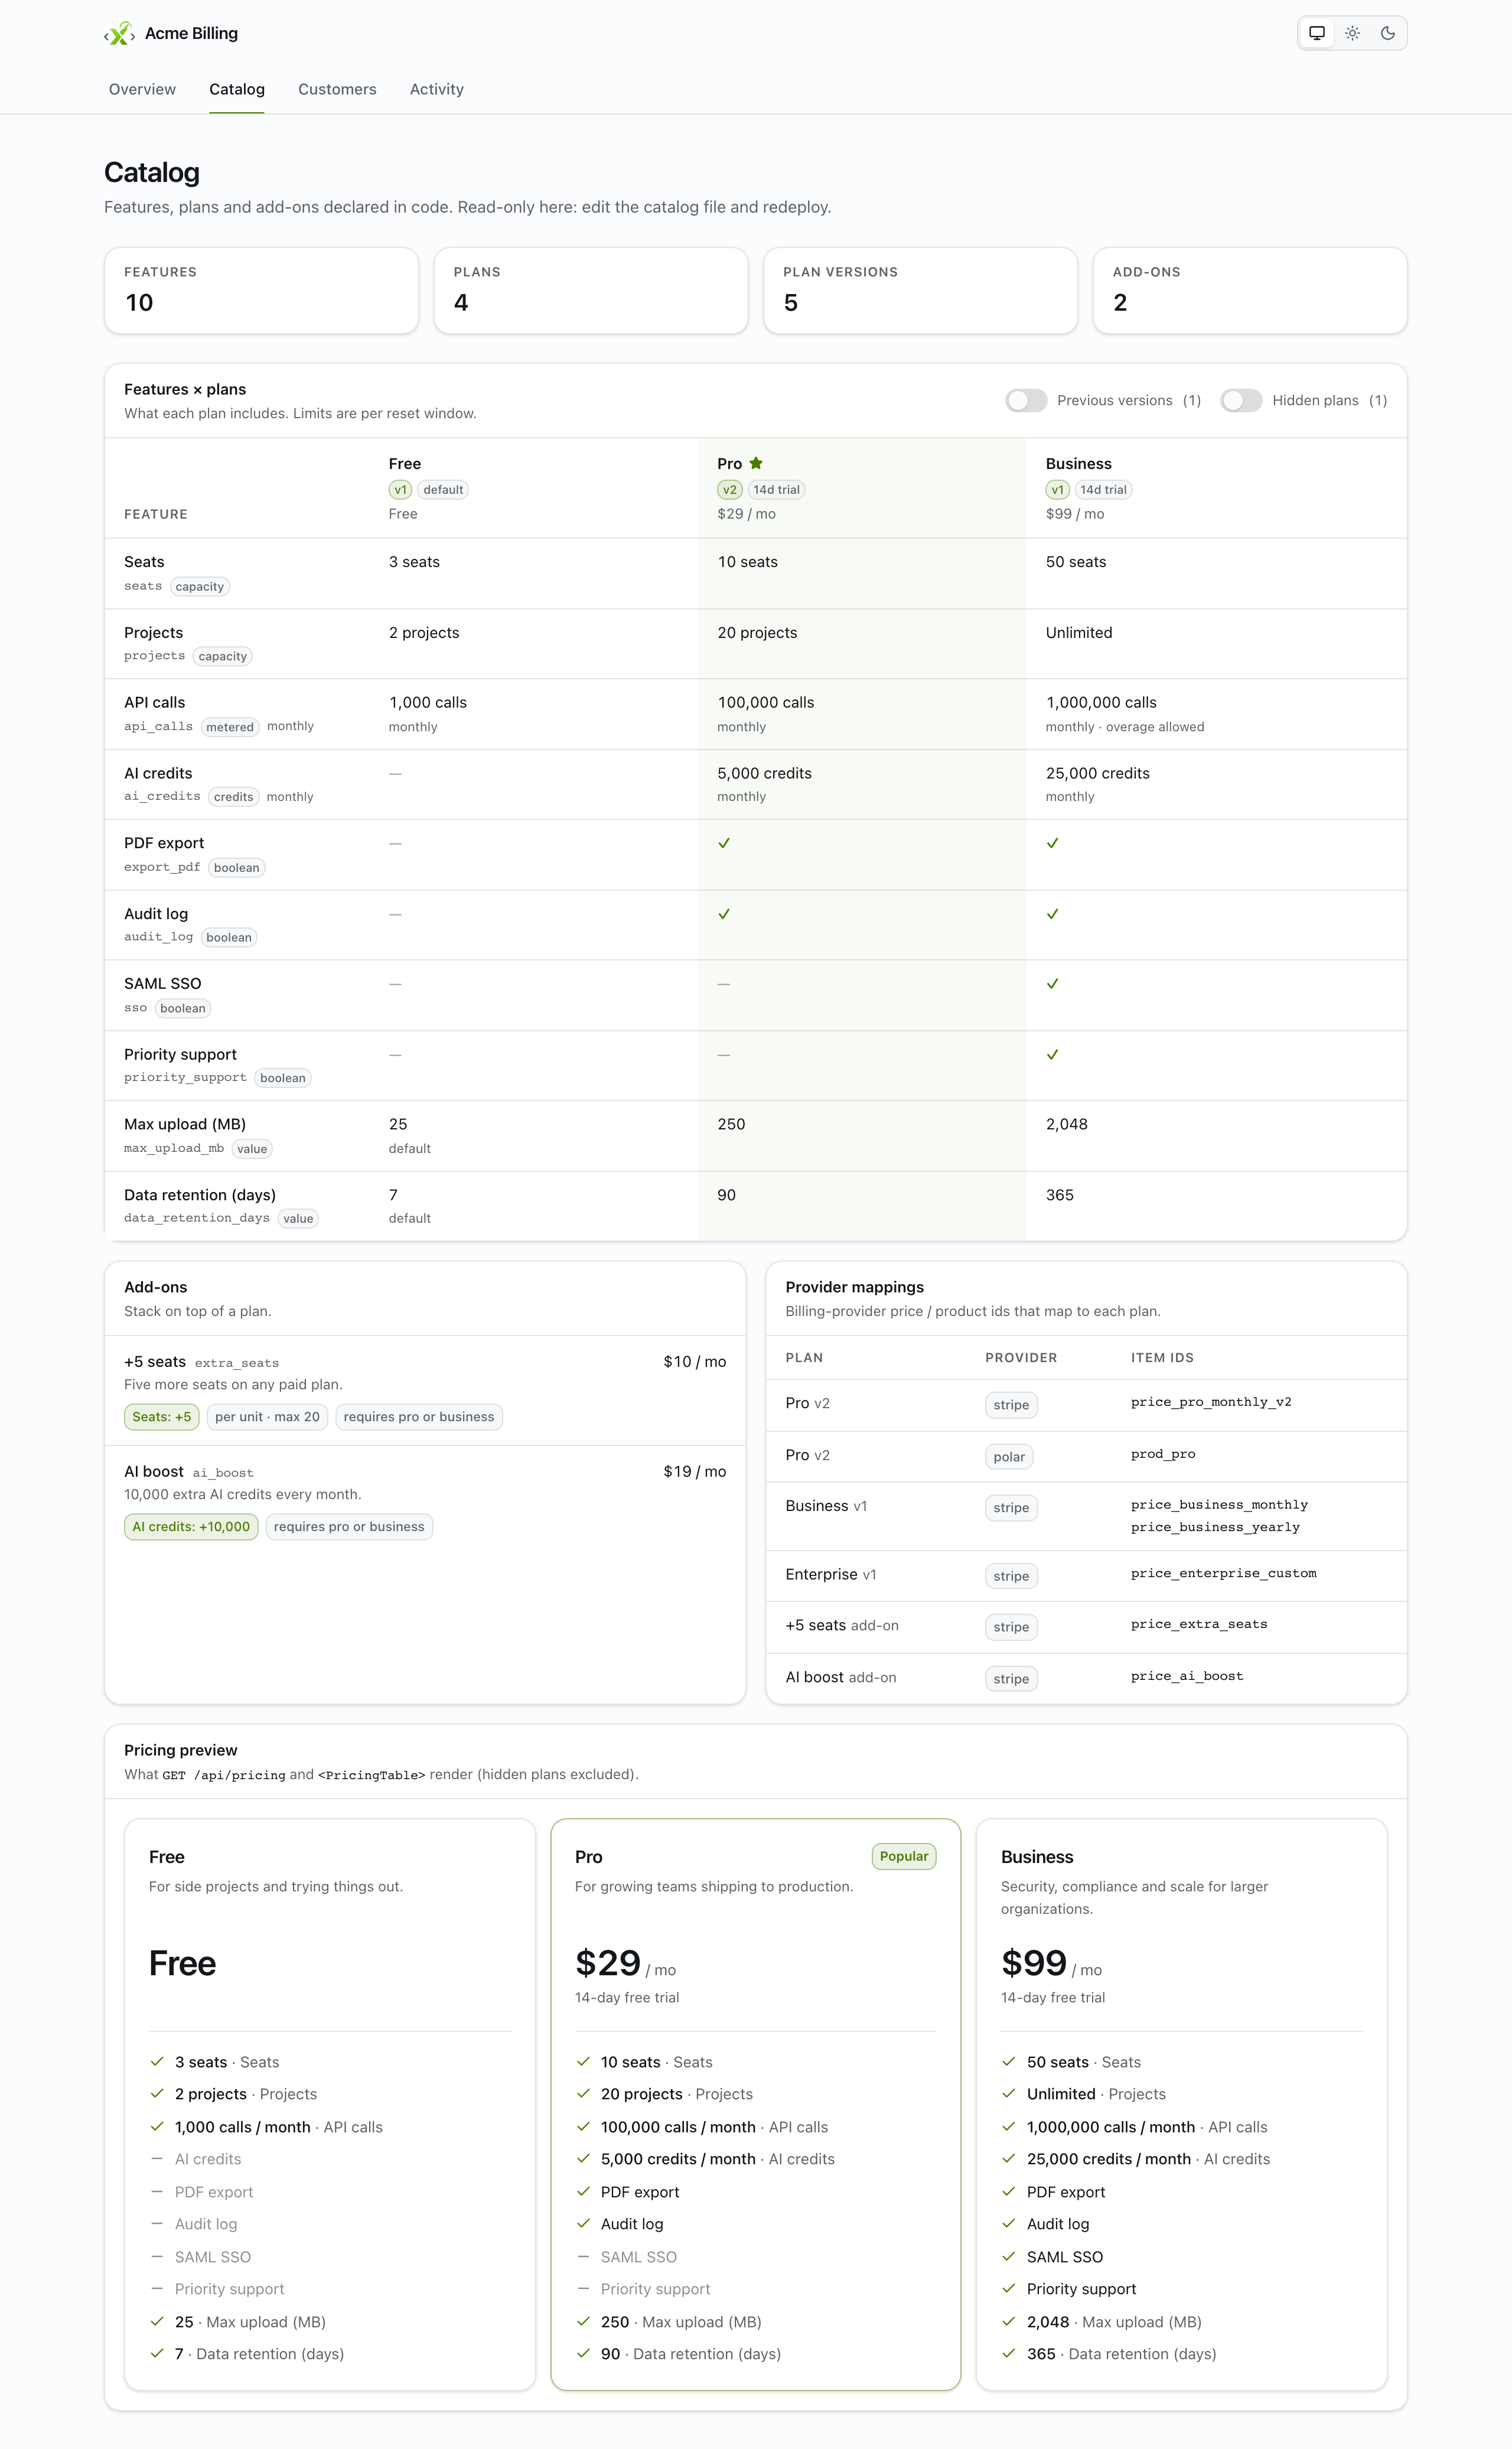 Acme Billing
Overview Catalog Customers Activity
Catalog
Features, plans and add-ons declared in code. Read-only here: edit the catalog file and redeploy.
FEATURES
10
PLANS
4
PLAN VERSIONS
5
ADD-ONS
2
Features × plans
What each plan includes. Limits are per reset window.
Previous versions (1) Hidden plans (1)
FEATURE
Free
v1 default
Free
Pro
v2 14d trial
$29 / mo
Business
v1 14d trial
$99 / mo
Seats 3 seats 10 seats 50 seats
seats capacity
Projects 2 projects 20 projects Unlimited
projects capacity
API calls 1,000 calls 100,000 calls 1,000,000 calls
api_calls metered monthly monthly monthly monthly · overage allowed
AI credits — 5,000 credits 25,000 credits
ai_credits credits monthly monthly monthly
PDF export —
export_pdf boolean
Audit log —
audit_log boolean
SAML SSO — —
sso boolean
Priority support — —
priority_support boolean
Max upload (MB) 25 250 2,048
max_upload_mb value default
Data retention (days) 7 90 365
data_retention_days value default
Add-ons
Stack on top of a plan.
+5 seats extra_seats $10 / mo
Five more seats on any paid plan.
Seats: +5 per unit · max 20 requires pro or business
AI boost ai_boost $19 / mo
10,000 extra AI credits every month.
AI credits: +10,000 requires pro or business
Provider mappings
Billing-provider price / product ids that map to each plan.
PLAN PROVIDER ITEM IDS
Pro v2 stripe price_pro_monthly_v2
Pro v2 polar prod_pro
Business v1 stripe price_business_monthly
price_business_yearly
Enterprise v1 stripe price_enterprise_custom
+5 seats add-on stripe price_extra_seats
AI boost add-on stripe price_ai_boost
Pricing preview
What GET /api/pricing and <PricingTable> render (hidden plans excluded).
Free
For side projects and trying things out.
Free
3 seats · Seats
2 projects · Projects
1,000 calls / month · API calls
AI credits
PDF export
Audit log
SAML SSO
Priority support
25 · Max upload (MB)
7 · Data retention (days)
Pro Popular
For growing teams shipping to production.
$29 / mo
14-day free trial
10 seats · Seats
20 projects · Projects
100,000 calls / month · API calls
5,000 credits / month · AI credits
PDF export
Audit log
SAML SSO
Priority support
250 · Max upload (MB)
90 · Data retention (days)
Business
Security, compliance and scale for larger
organizations.
$99 / mo
14-day free trial
50 seats · Seats
Unlimited · Projects
1,000,000 calls / month · API calls
25,000 credits / month · AI credits
PDF export
Audit log
SAML SSO
Priority support
2,048 · Max upload (MB)
365 · Data retention (days)